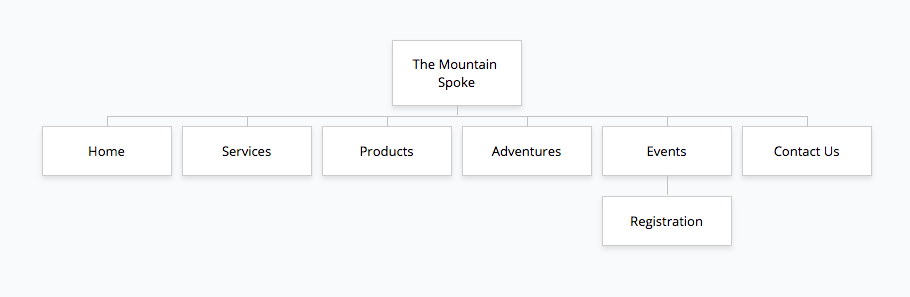 The Mountain
Spoke
Home
Services
Products
Adventures
Events
Contact Us
Registration